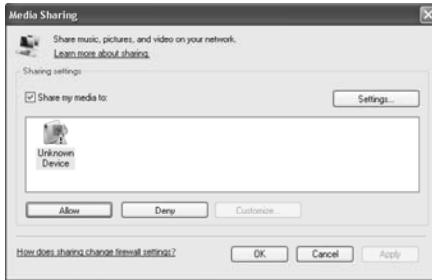 Media Sharing
Share music, pictures, and video on your network.
Learn more about sharing.
Sharing settings
Share my media to:
Settings...
Unknown
Device
Allow
Deny
Customize...
How does sharing change firewall settings?
OK
Cancel
Apply